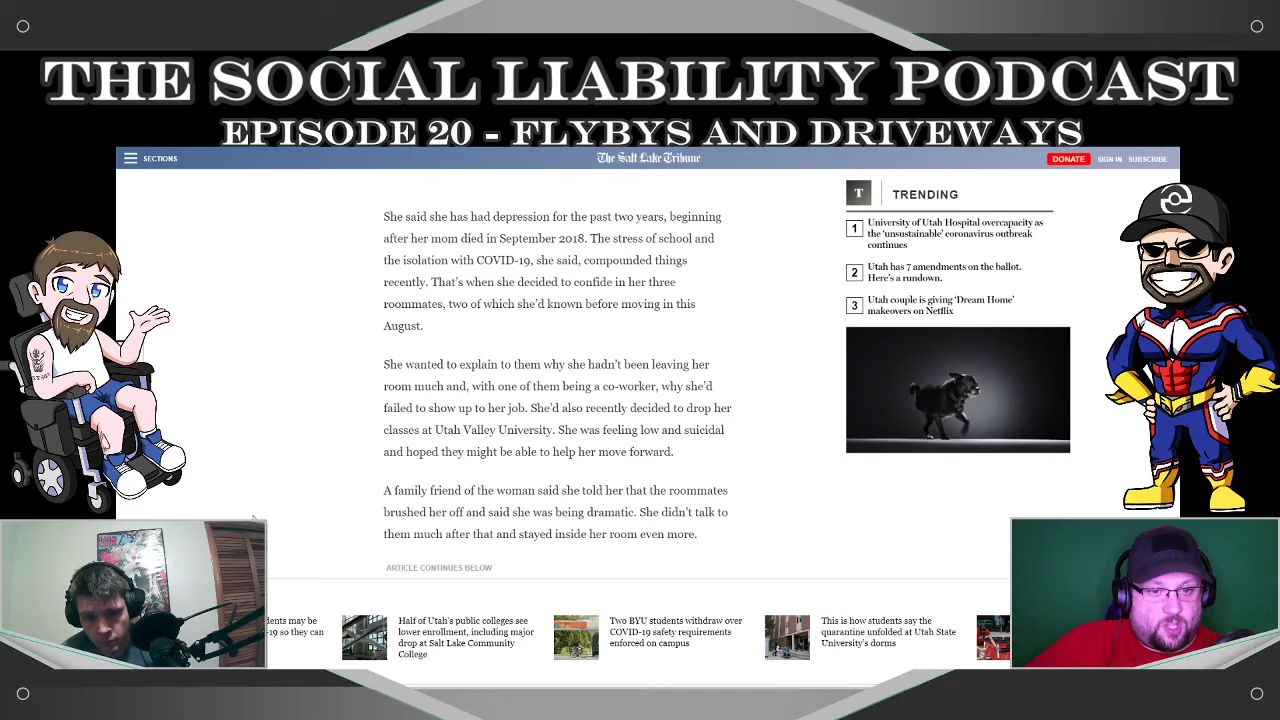 THE SOCIAL LIABILITY PODCAST
EPISODE 20 - FLYBYS AND DRIVEWAYS
SECTIONS
The Salt Lake Tribune
DONATE
SIGN IN
SUBSCRIBE
She said she has had depression for the past two years, beginning
after her mom died in September 2018. The stress of school and
the isolation with COVID-19, she said, compounded things
recently. That's when she decided to confide in her three
roommates, two of which she'd known before moving in this
August.
She wanted to explain to them why she hadn't been leaving her
room much and, with one of them being a co-worker, why she'd
failed to show up to her job. She'd also recently decided to drop her
classes at Utah Valley University. She was feeling low and suicidal
and hoped they might be able to help her move forward.
A family friend of the woman said she told her that the roommates
brushed her off and said she was being dramatic. She didn't talk to
them much after that and stayed inside her room even more.
ARTICLE CONTINUES BELOW
T
TRENDING
1
University of Utah Hospital overcapacity as
the 'unsustainable' coronavirus outbreak
continues
2
Utah has 7 amendments on the ballot.
Here's a rundown.
3
Utah couple is giving 'Dream Home'
makeovers on Netflix
dents may be
-19 so they can
Half of Utah's public colleges see
lower enrollment, including major
drop at Salt Lake Community
College
Two BYU students withdraw over
COVID-19 safety requirements
enforced on campus
This is how students say the
quarantine unfolded at Utah State
University's dorms